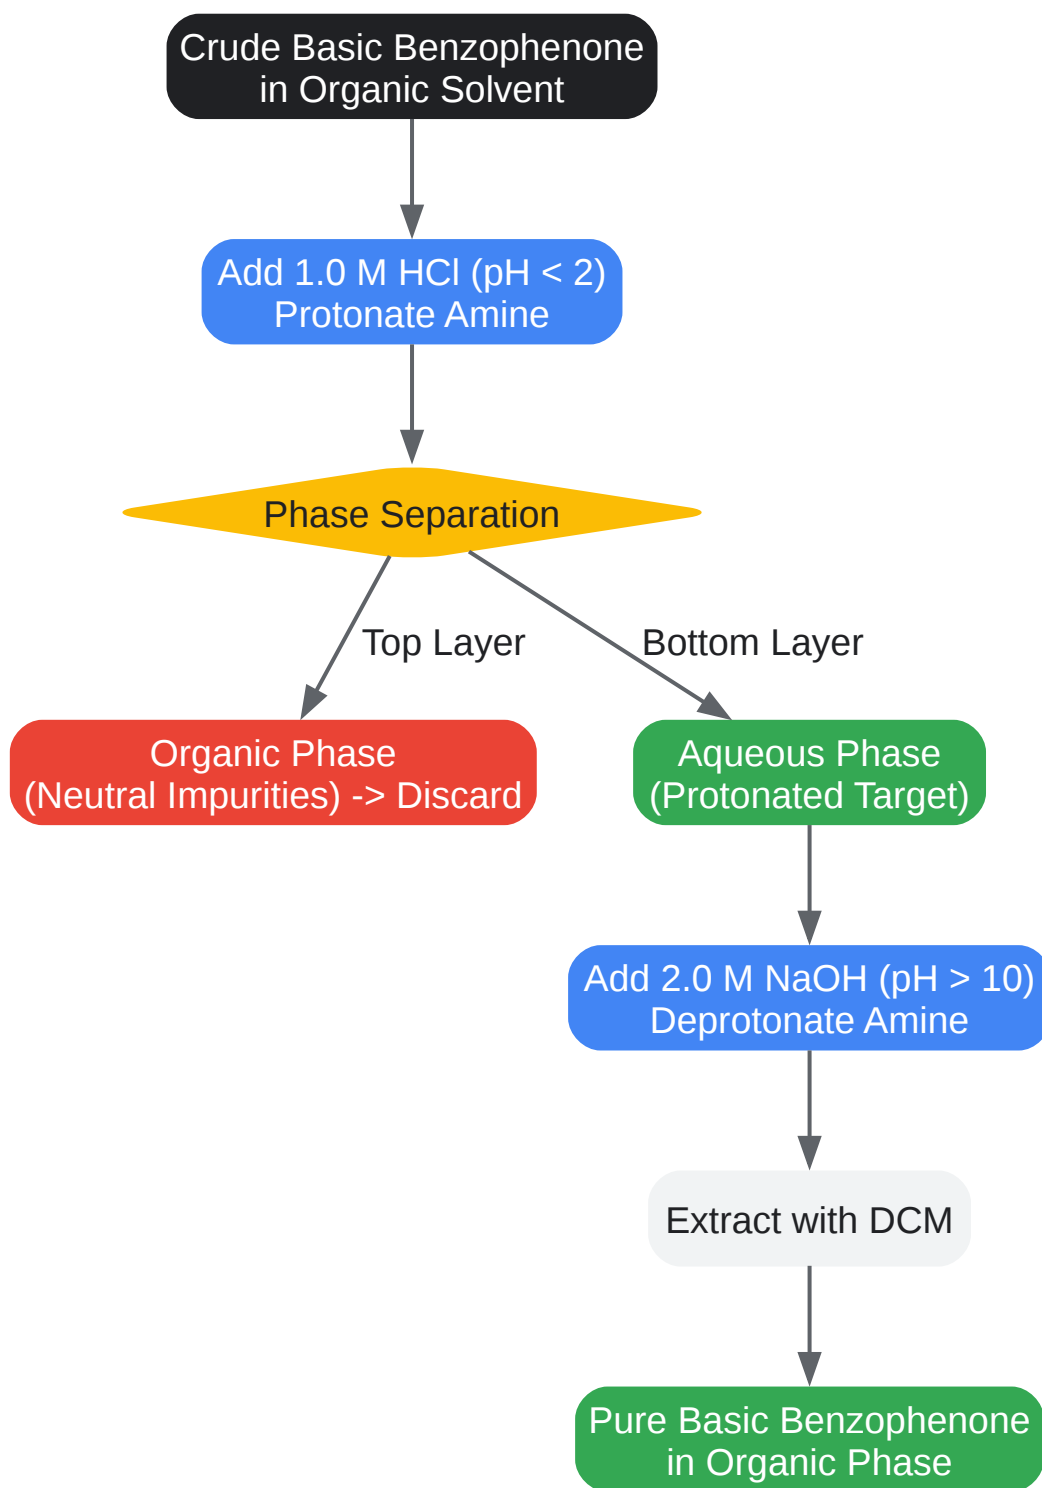 Crude Basic Benzophenone
in Organic Solvent
Add 1.0 M HCl (pH < 2)
Protonate Amine
Phase Separation
Top Layer
Bottom Layer
Organic Phase
(Neutral Impurities) -> Discard
Aqueous Phase
(Protonated Target)
Add 2.0 M NaOH (pH > 10)
Deprotonate Amine
Extract with DCM
Pure Basic Benzophenone
in Organic Phase